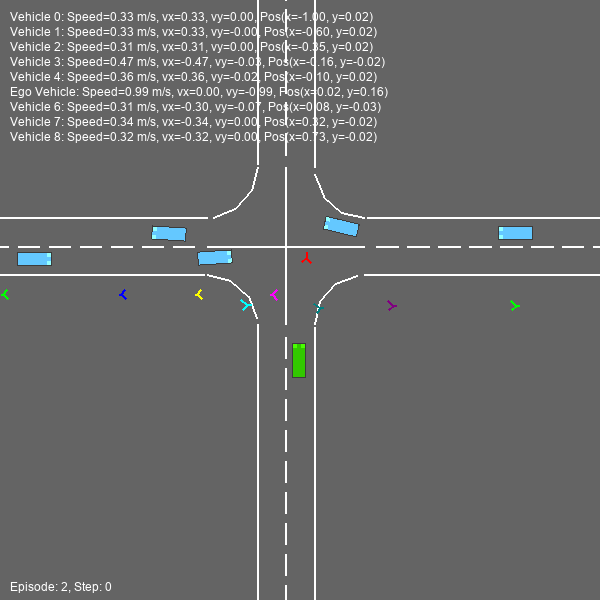 Vehicle 0: Speed=0.33 m/s, vx=0.33, vy=0.00, Pos(x=-1.00, y=0.02)
Vehicle 1: Speed=0.33 m/s, vx=0.33, vy=-0.00, Pos(x=-0.60, y=0.02)
Vehicle 2: Speed=0.31 m/s, vx=0.31, vy=0.00, Pos(x=-0.35, y=0.02)
Vehicle 3: Speed=0.47 m/s, vx=-0.47, vy=-0.03, Pos(x=-0.16, y=-0.02)
Vehicle 4: Speed=0.36 m/s, vx=0.36, vy=-0.02, Pos(x=-0.10, y=0.02)
Ego Vehicle: Speed=0.99 m/s, vx=0.00, vy=-0.99, Pos(x=0.02, y=0.16)
Vehicle 6: Speed=0.31 m/s, vx=-0.30, vy=-0.07, Pos(x=0.08, y=-0.03)
Vehicle 7: Speed=0.34 m/s, vx=-0.34, vy=0.00, Pos(x=0.32, y=-0.02)
Vehicle 8: Speed=0.32 m/s, vx=-0.32, vy=0.00, Pos(x=0.73, y=-0.02)
Episode: 2, Step: 0